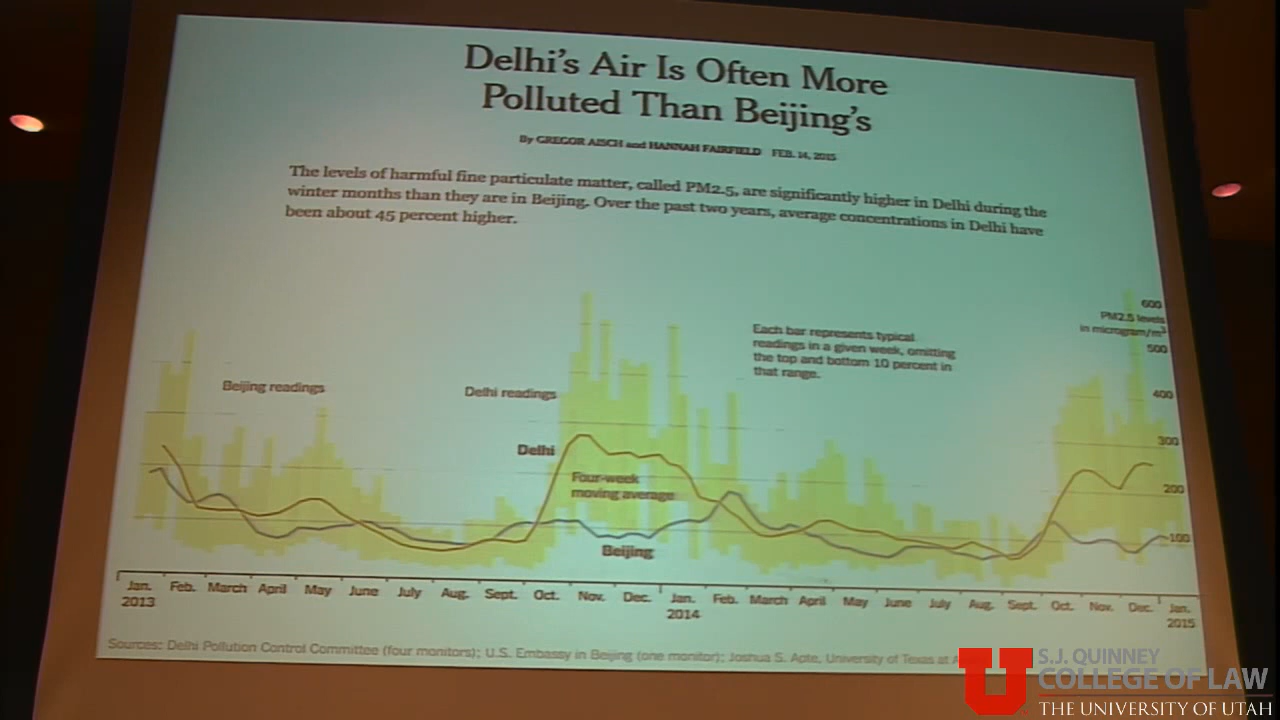 Delhi's Air Is Often More
Polluted Than Beijing's
By GREGOR AISCH and HANNAH FAIRFIELD FEB. 14, 2015
The levels of harmful fine particulate matter, called PM2.5, are significantly higher in Delhi during the
winter months than they are in Beijing. Over the past two years, average concentrations in Delhi have
been about 45 percent higher.
600
PM2.5 levels
in microgram/m³
500
400
300
200
100
Each bar represents typical
readings in a given week, omitting
the top and bottom 10 percent in
that range.
Beijing readings
Delhi readings
Delhi
Four-week
moving average
Beijing
Jan. Feb. March April May June July Aug. Sept. Oct. Nov. Dec. Jan. Feb. March April May June July Aug. Sept. Oct. Nov. Dec. Jan.
2013 2014 2015
Sources: Delhi Pollution Control Committee (four monitors); U.S. Embassy in Beijing (one monitor); Joshua S. Apte, University of Texas at
U
S.J. QUINNEY
COLLEGE OF LAW
THE UNIVERSITY OF UTAH